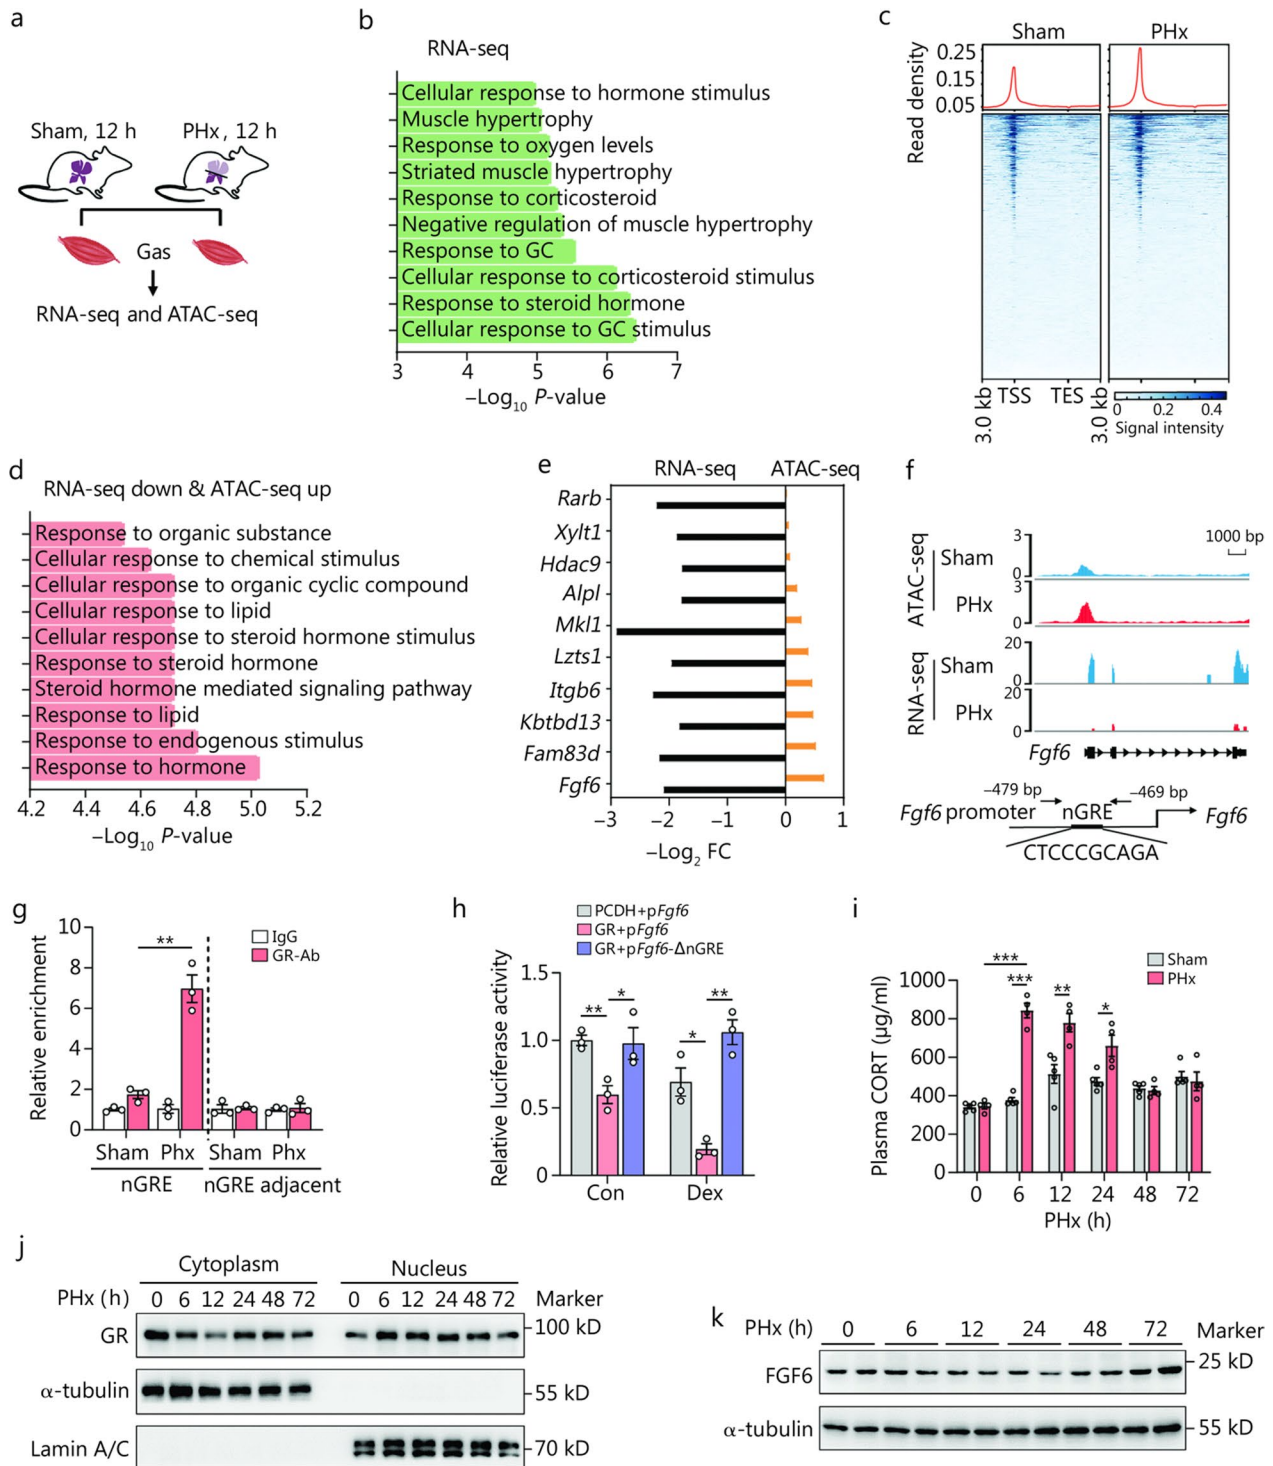 a
Sham, 12 h PHx , 12 h
Gas
RNA-seq and ATAC-seq
b
RNA-seq
Cellular response to hormone stimulus
Muscle hypertrophy
Response to oxygen levels
Striated muscle hypertrophy
Response to corticosteroid
Negative regulation of muscle hypertrophy
Response to GC
Cellular response to corticosteroid stimulus
Response to steroid hormone
Cellular response to GC stimulus
3 4 5 6 7
–Log10 P-value
c
Sham PHx
Read density
0.25
0.15
0.05
3.0 kb TSS TES 3.0 kb
0 0.2 0.4
Signal intensity
d
RNA-seq down & ATAC-seq up
Response to organic substance
Cellular response to chemical stimulus
Cellular response to organic cyclic compound
Cellular response to lipid
Cellular response to steroid hormone stimulus
Response to steroid hormone
Steroid hormone mediated signaling pathway
Response to lipid
Response to endogenous stimulus
Response to hormone
4.2 4.4 4.6 4.8 5.0 5.2
–Log10 P-value
e
RNA-seq ATAC-seq
Rarb
Xylt1
Hdac9
Alpl
Mkl1
Lzts1
Itgb6
Kbtbd13
Fam83d
Fgf6
–3 –2 –1 0 1
–Log2 FC
f
1000 bp
ATAC-seq
Sham
3
0
PHx
3
0
RNA-seq
Sham
20
0
PHx
20
0
Fgf6
–479 bp –469 bp
Fgf6 promoter nGRE Fgf6
CTCCCGCAGA
g
Relative enrichment
10
8
6
4
2
0
**
IgG
GR-Ab
Sham Phx Sham Phx
nGRE nGRE adjacent
h
PCDH+pFgf6
GR+pFgf6
GR+pFgf6-ΔnGRE
Relative luciferase activity
1.5
1.0
0.5
0
** * * **
Con Dex
i
Sham
PHx
Plasma CORT (μg/ml)
1000
800
600
400
200
0
***
*** ** *
0 6 12 24 48 72
PHx (h)
j
Cytoplasm Nucleus
PHx (h) 0 6 12 24 48 72 0 6 12 24 48 72 Marker
GR 100 kD
α-tubulin 55 kD
Lamin A/C 70 kD
k
PHx (h) 0 6 12 24 48 72 Marker
FGF6 25 kD
α-tubulin 55 kD